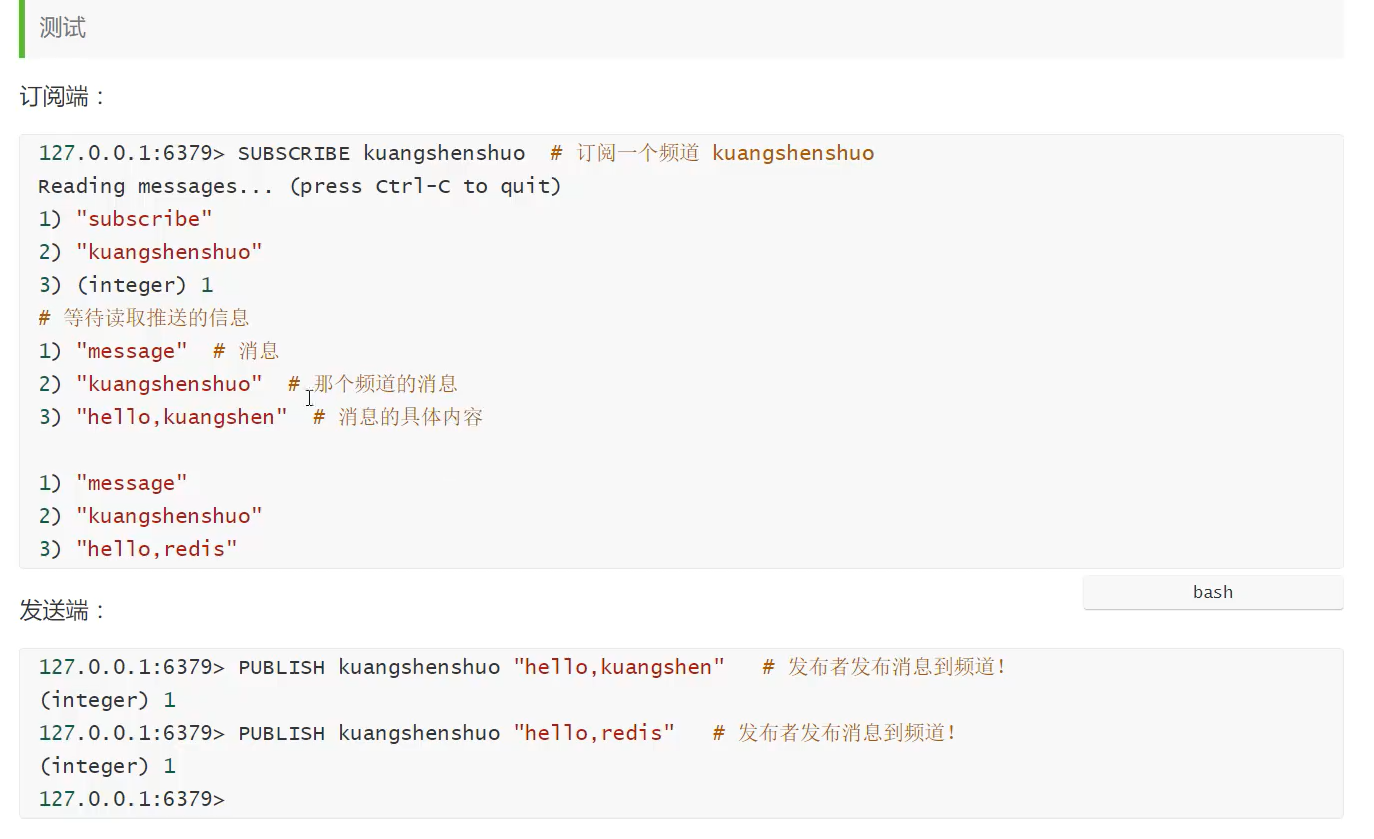 测试
订阅端：
127.0.0.1:6379> SUBSCRIBE kuangshenshuo  # 订阅一个频道 kuangshenshuo
Reading messages... (press Ctrl-C to quit)
1) "subscribe"
2) "kuangshenshuo"
3) (integer) 1
# 等待读取推送的信息
1) "message"  # 消息
2) "kuangshenshuo"  # 那个频道的消息
3) "hello,kuangshen"  # 消息的具体内容
1) "message"
2) "kuangshenshuo"
3) "hello,redis"
bash
发送端：
127.0.0.1:6379> PUBLISH kuangshenshuo "hello,kuangshen"   # 发布者发布消息到频道!
(integer) 1
127.0.0.1:6379> PUBLISH kuangshenshuo "hello,redis"   # 发布者发布消息到频道!
(integer) 1
127.0.0.1:6379>